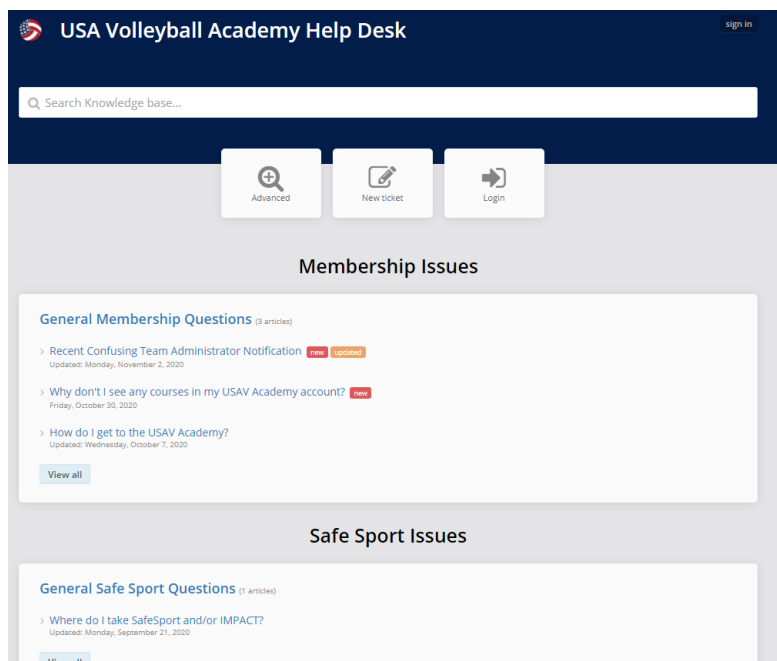 USA Volleyball Academy Help Desk
sign in
Search Knowledge base...
Advanced
New ticket
Login
Membership Issues
General Membership Questions (3 articles)
Recent Confusing Team Administrator Notification new updated
Updated: Monday, November 2, 2020
Why don't I see any courses in my USAV Academy account? new
Friday, October 30, 2020
How do I get to the USAV Academy?
Updated: Wednesday, October 7, 2020
View all
Safe Sport Issues
General Safe Sport Questions (1 articles)
Where do I take SafeSport and/or IMPACT?
Updated: Monday, September 21, 2020
View all